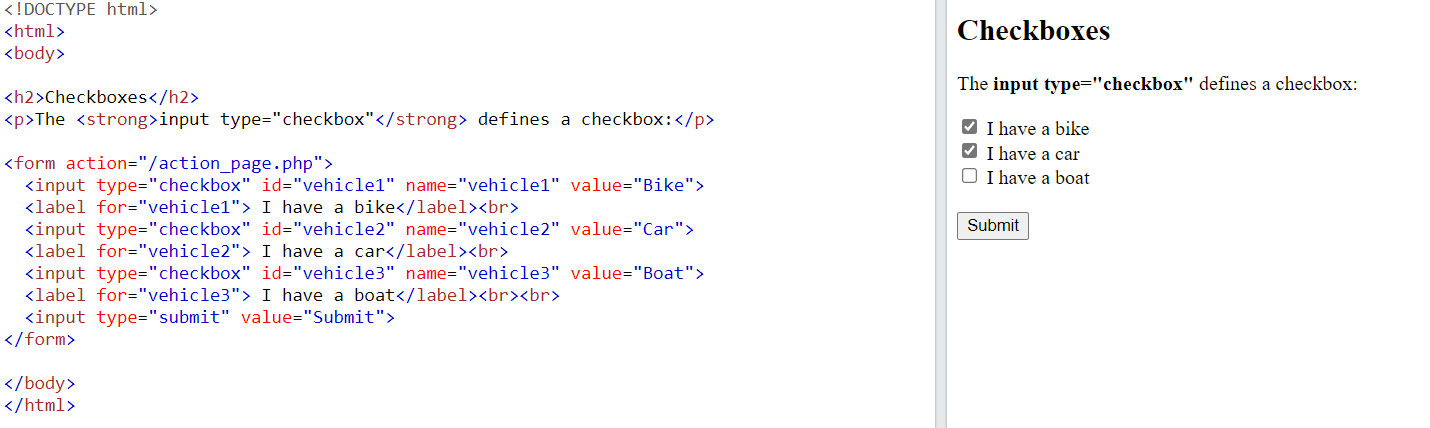 <!DOCTYPE html>
<html>
<body>
<h2>Checkboxes</h2>
<p>The <strong>input type="checkbox"</strong> defines a checkbox:</p>
<form action="/action_page.php">
<input type="checkbox" id="vehicle1" name="vehicle1" value="Bike">
<label for="vehicle1"> I have a bike</label><br>
<input type="checkbox" id="vehicle2" name="vehicle2" value="Car">
<label for="vehicle2"> I have a car</label><br>
<input type="checkbox" id="vehicle3" name="vehicle3" value="Boat">
<label for="vehicle3"> I have a boat</label><br><br>
<input type="submit" value="Submit">
</form>
</body>
</html>
Checkboxes
The input type="checkbox" defines a checkbox:
I have a bike
I have a car
I have a boat
Submit